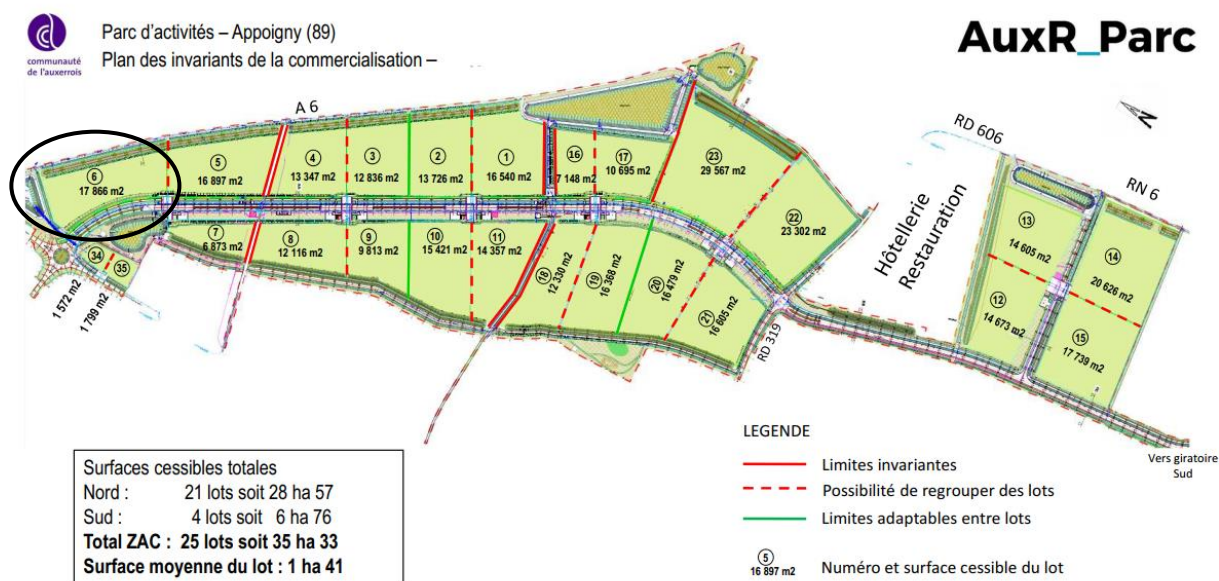 communauté
de l'auxerrois
Parc d'activités – Appoigny (89)
Plan des invariants de la commercialisation –
AuxR_Parc
A 6
N
RD 606
RN 6
6
17 866 m2
5
16 897 m2
4
13 347 m2
3
12 836 m2
2
13 726 m2
1
16 540 m2
16
7 148 m2
17
10 695 m2
23
29 567 m2
22
23 302 m2
Hôtellerie
Restauration
13
14 605 m2
14
20 626 m2
12
14 673 m2
15
17 739 m2
7
6 873 m2
8
12 116 m2
9
9 813 m2
10
15 421 m2
11
14 357 m2
18
12 330 m2
19
16 368 m2
20
16 479 m2
21
16 605 m2
34
1 572 m2
35
1 799 m2
RD 319
Vers giratoire
Sud
Surfaces cessibles totales
Nord : 21 lots soit 28 ha 57
Sud : 4 lots soit 6 ha 76
Total ZAC : 25 lots soit 35 ha 33
Surface moyenne du lot : 1 ha 41
LEGENDE
Limites invariantes
Possibilité de regrouper des lots
Limites adaptables entre lots
5
16 897 m2
Numéro et surface cessible du lot